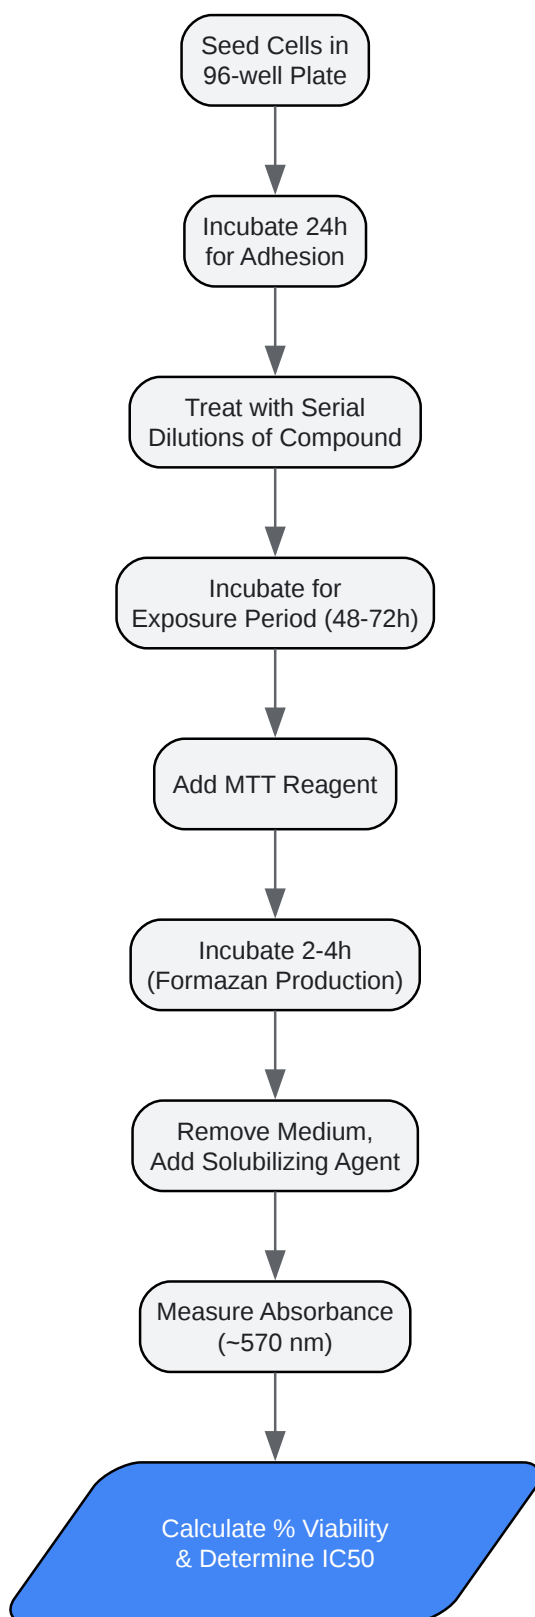 Seed Cells in
96-well Plate
Incubate 24h
for Adhesion
Treat with Serial
Dilutions of Compound
Incubate for
Exposure Period (48-72h)
Add MTT Reagent
Incubate 2-4h
(Formazan Production)
Remove Medium,
Add Solubilizing Agent
Measure Absorbance
(~570 nm)
Calculate % Viability
& Determine IC50